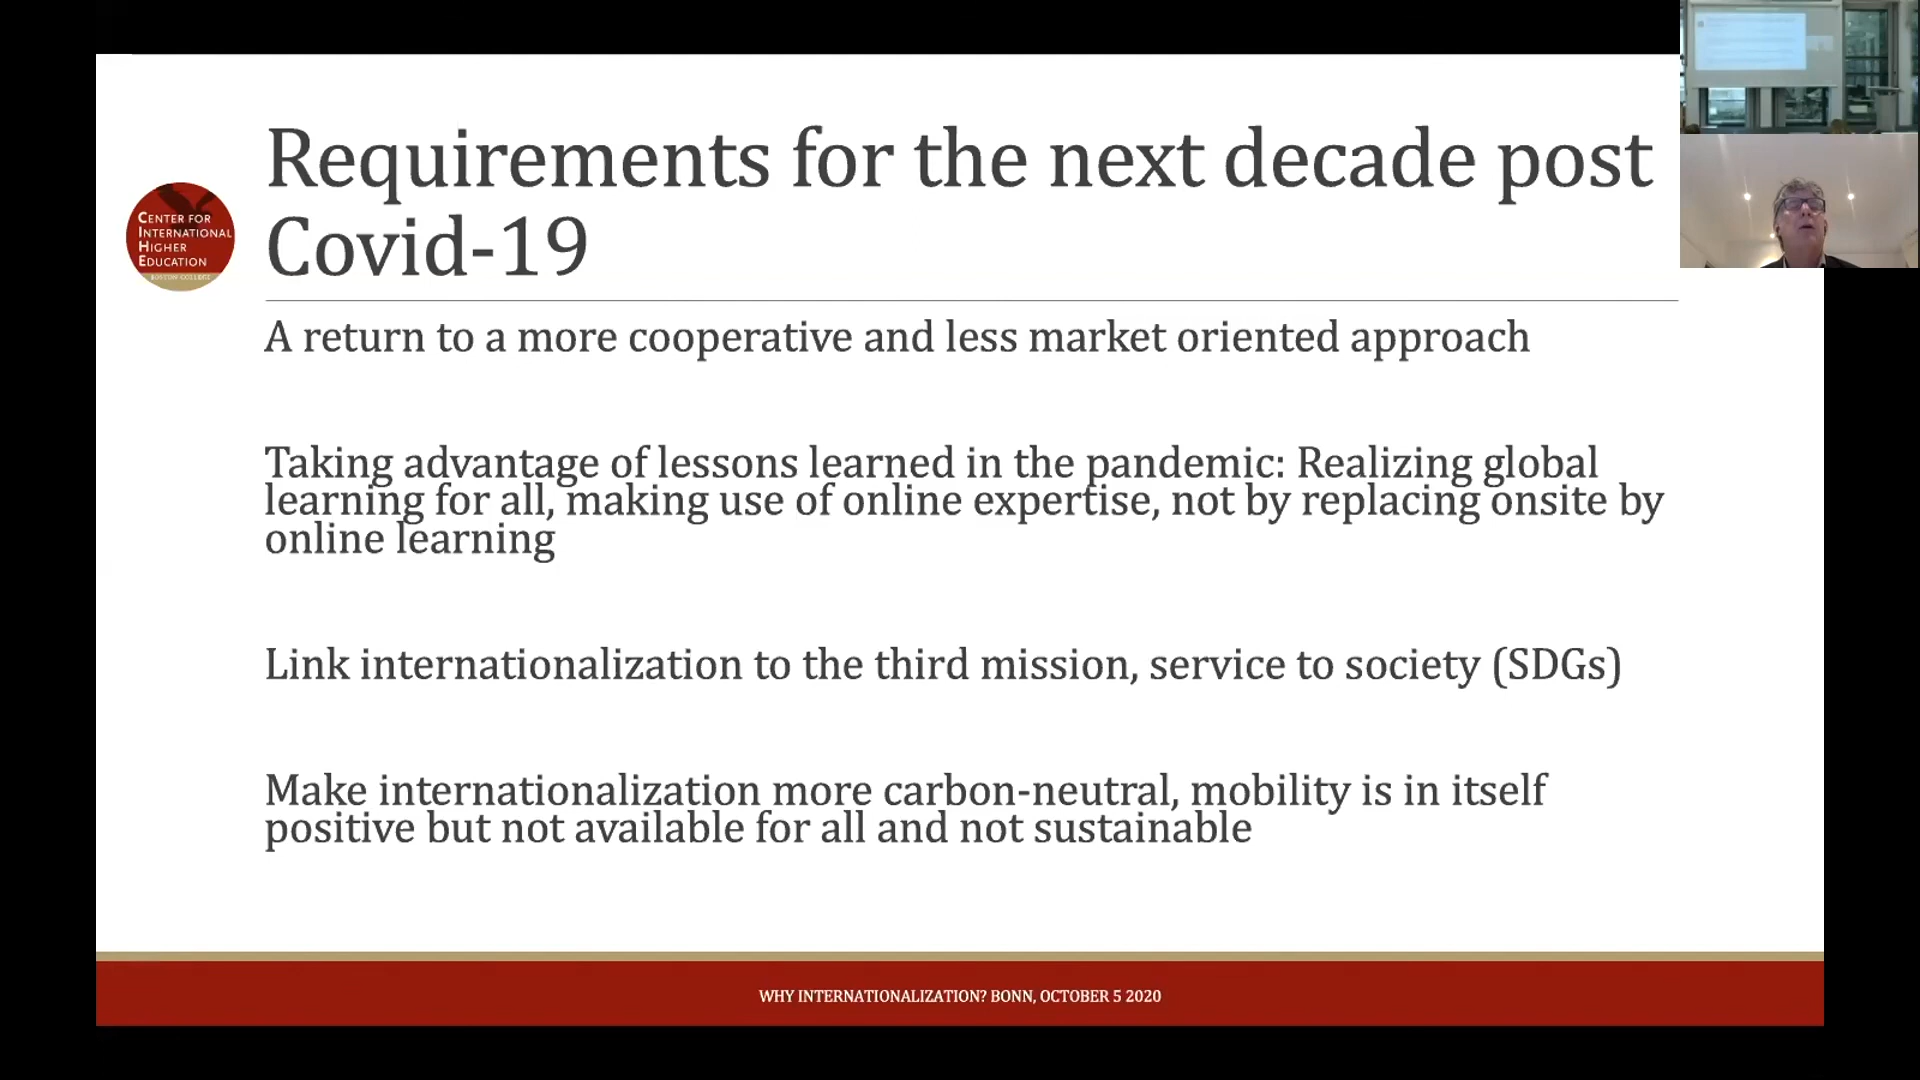 Requirements for the next decade post
Covid-19
CENTER FOR
INTERNATIONAL
HIGHER
EDUCATION
BOSTON COLLEGE
A return to a more cooperative and less market oriented approach
Taking advantage of lessons learned in the pandemic: Realizing global
learning for all, making use of online expertise, not by replacing onsite by
online learning
Link internationalization to the third mission, service to society (SDGs)
Make internationalization more carbon-neutral, mobility is in itself
positive but not available for all and not sustainable
WHY INTERNATIONALIZATION? BONN, OCTOBER 5 2020